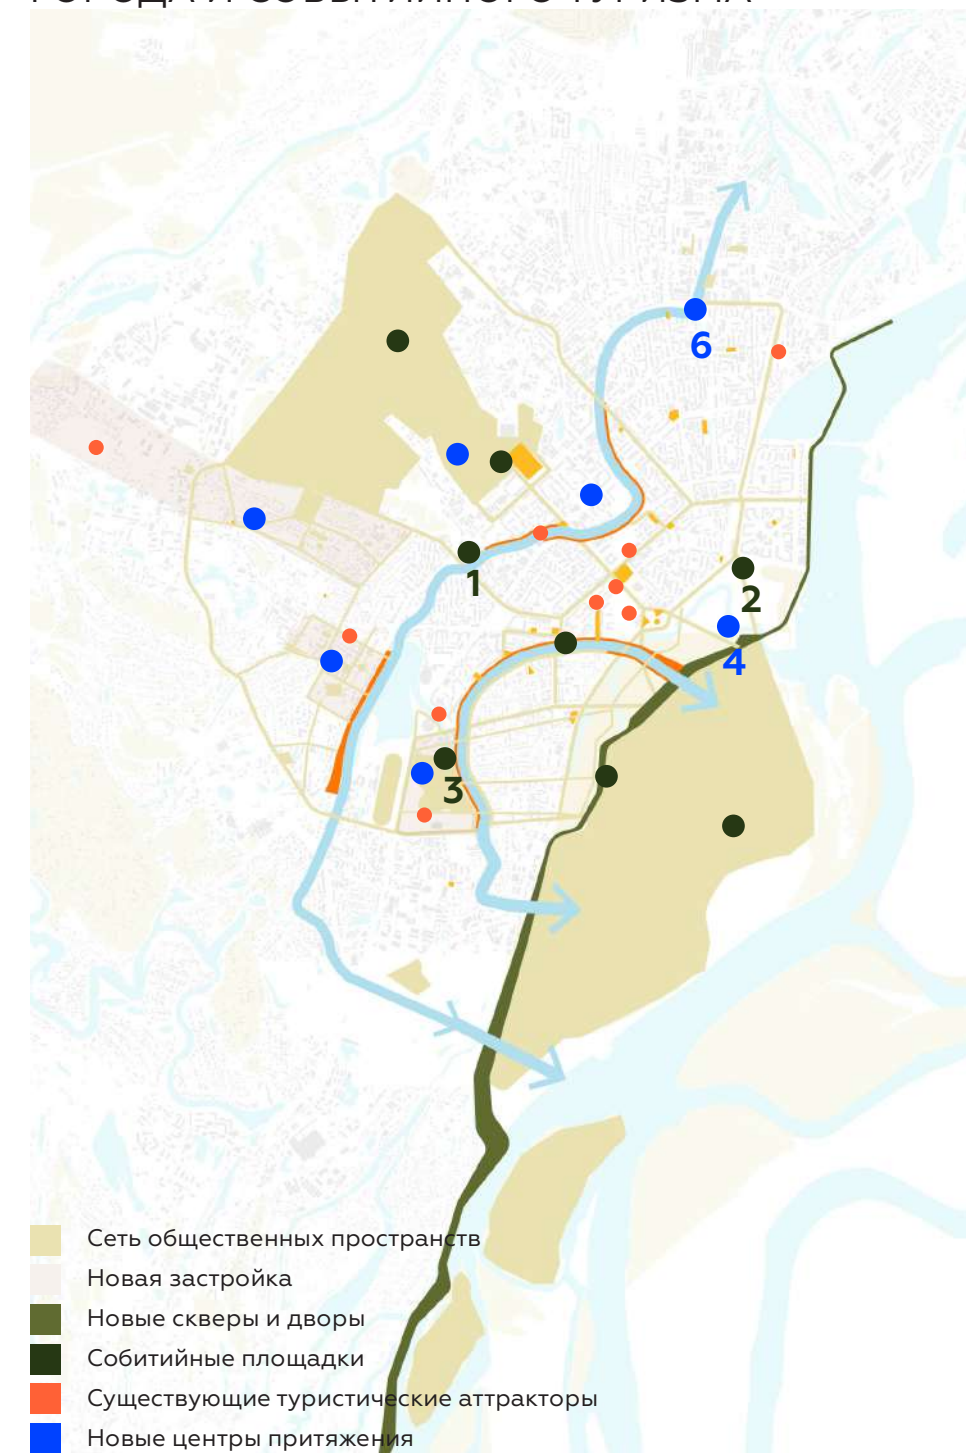 6
1
2
4
3
Сеть общественных пространств
Новая застройка
Новые скверы и дворы
Собитийные площадки
Существующие туристические аттракторы
Новые центры притяжения